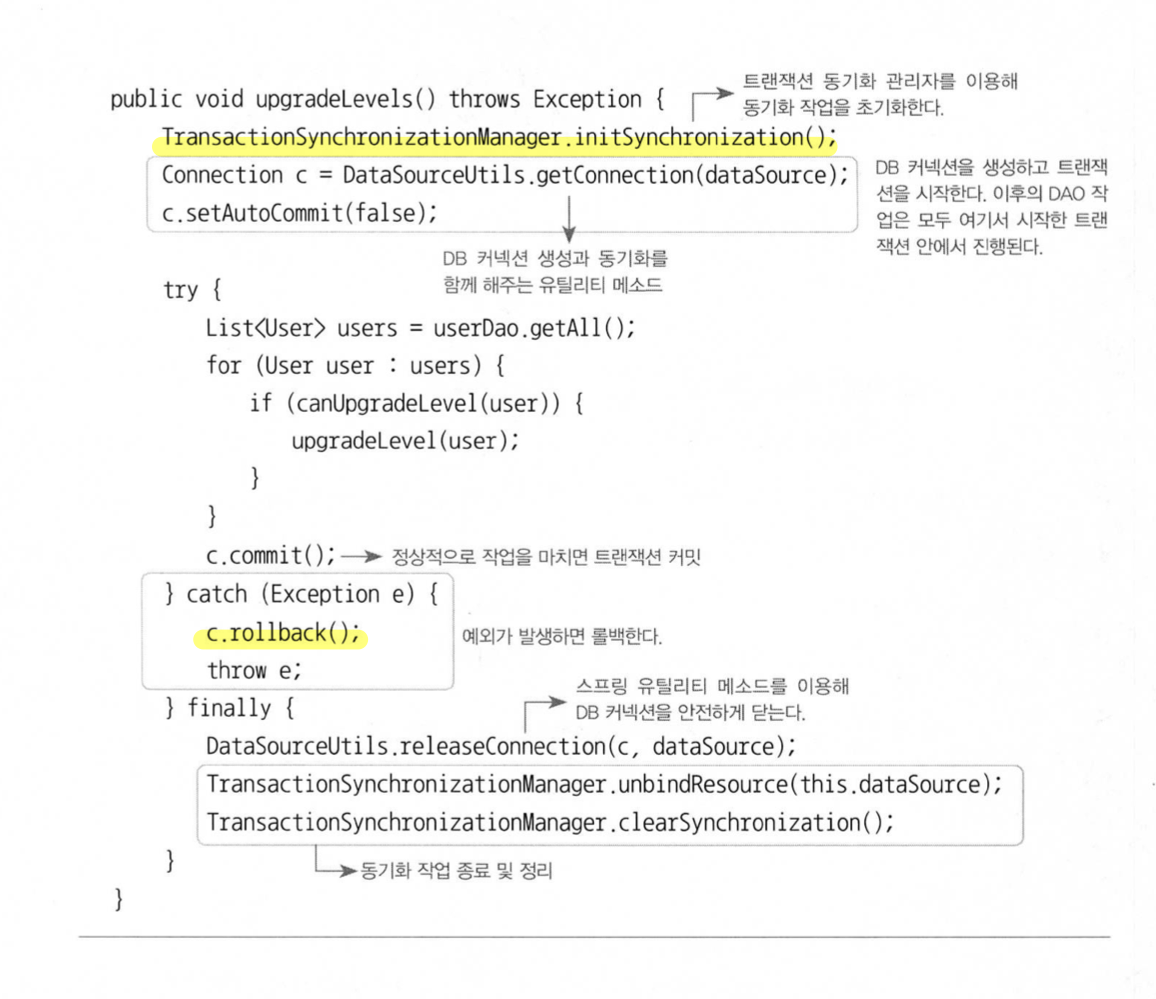 public void upgradeLevels() throws Exception {
트랜잭션 동기화 관리자를 이용해
동기화 작업을 초기화한다.
TransactionSynchronizationManager.initSynchronization();
Connection c = DataSourceUtils.getConnection(dataSource);
c.setAutoCommit(false);
DB 커넥션을 생성하고 트랜잭
션을 시작한다. 이후의 DAO 작
업은 모두 여기서 시작한 트랜
잭션 안에서 진행된다.
DB 커넥션 생성과 동기화를
함께 해주는 유틸리티 메소드
try {
List<User> users = userDao.getAll();
for (User user : users) {
if (canUpgradeLevel(user)) {
upgradeLevel(user);
}
}
c.commit(); 정상적으로 작업을 마치면 트랜잭션 커밋
} catch (Exception e) {
c.rollback(); 예외가 발생하면 롤백한다.
throw e;
스프링 유틸리티 메소드를 이용해
DB 커넥션을 안전하게 닫는다.
} finally {
DataSourceUtils.releaseConnection(c, dataSource);
TransactionSynchronizationManager.unbindResource(this.dataSource);
TransactionSynchronizationManager.clearSynchronization();
} 동기화 작업 종료 및 정리
}